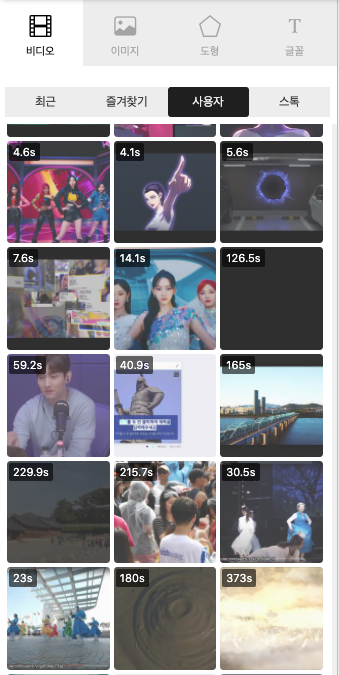 비디오
이미지
도형
T
글꼴
최근
즐겨찾기
사용자
스톡
4.6s
4.1s
5.6s
7.6s
14.1s
126.5s
59.2s
40.9s
165s
229.9s
215.7s
30.5s
23s
180s
373s